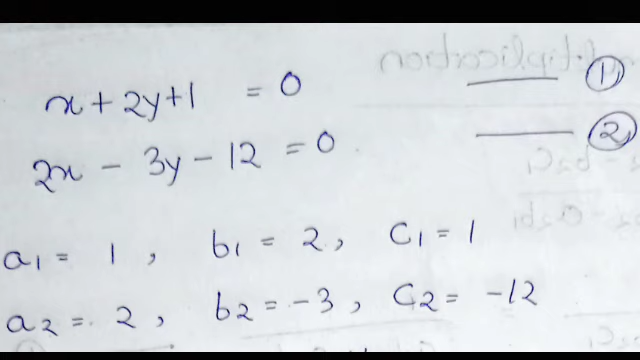 x + 2y + 1 = 0 ——— ①
2x - 3y - 12 = 0 ——— ②
a₁ = 1, b₁ = 2, c₁ = 1
a₂ = 2, b₂ = -3, c₂ = -12